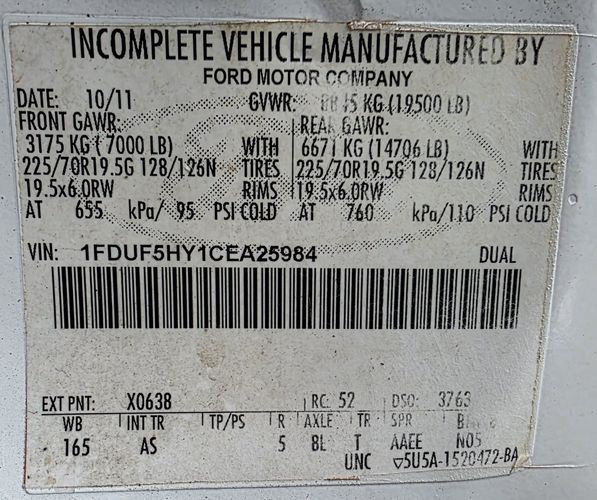 INCOMPLETE VEHICLE MANUFACTURED BY
FORD MOTOR COMPANY
DATE: 10/11 GVWR: KG (19500 LB)
FRONT GAWR: REAR GAWR:
3175 KG ( 7000 LB) WITH 6671 KG (14706 LB) WITH
225/70R19.5G 128/126N TIRES 225/70R19.5G 128/126N TIRES
19.5x6.0RW RIMS 19.5x6.0RW RIMS
AT 655 kPa/ 95 PSI COLD AT 760 kPa/110 PSI COLD
VIN: 1FDUF5HY1CEA25984 DUAL
EXT PNT: X0638 RC: 52 DSO: 3763
WB INT TR TP/PS R AXLE TR SPR
165 AS 5 8L T AAEE N05
UNC ▽5U5A-1520472-BA